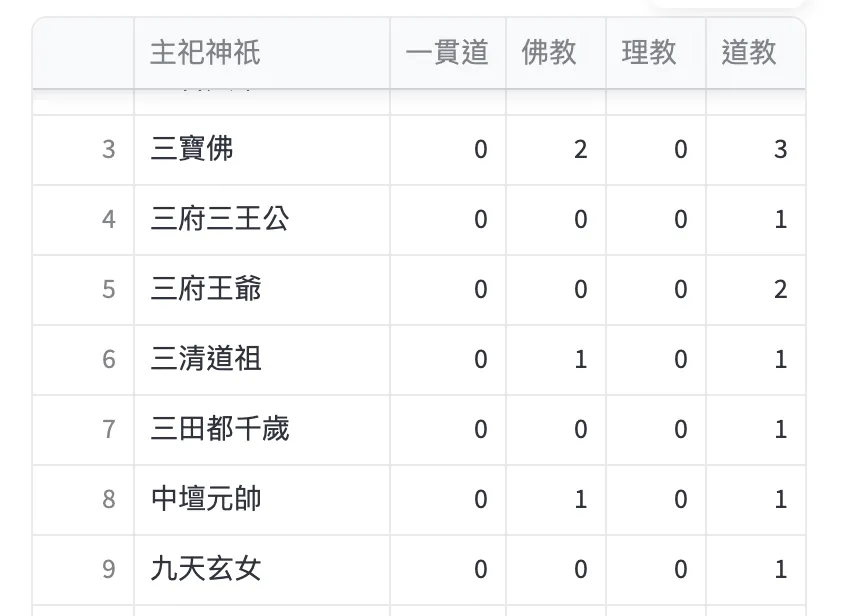 主祀神祇 一貫道 佛教 理教 道教
3 三寶佛 0 2 0 3
4 三府三王公 0 0 0 1
5 三府王爺 0 0 0 2
6 三清道祖 0 1 0 1
7 三田都千歲 0 0 0 1
8 中壇元帥 0 1 0 1
9 九天玄女 0 0 0 1